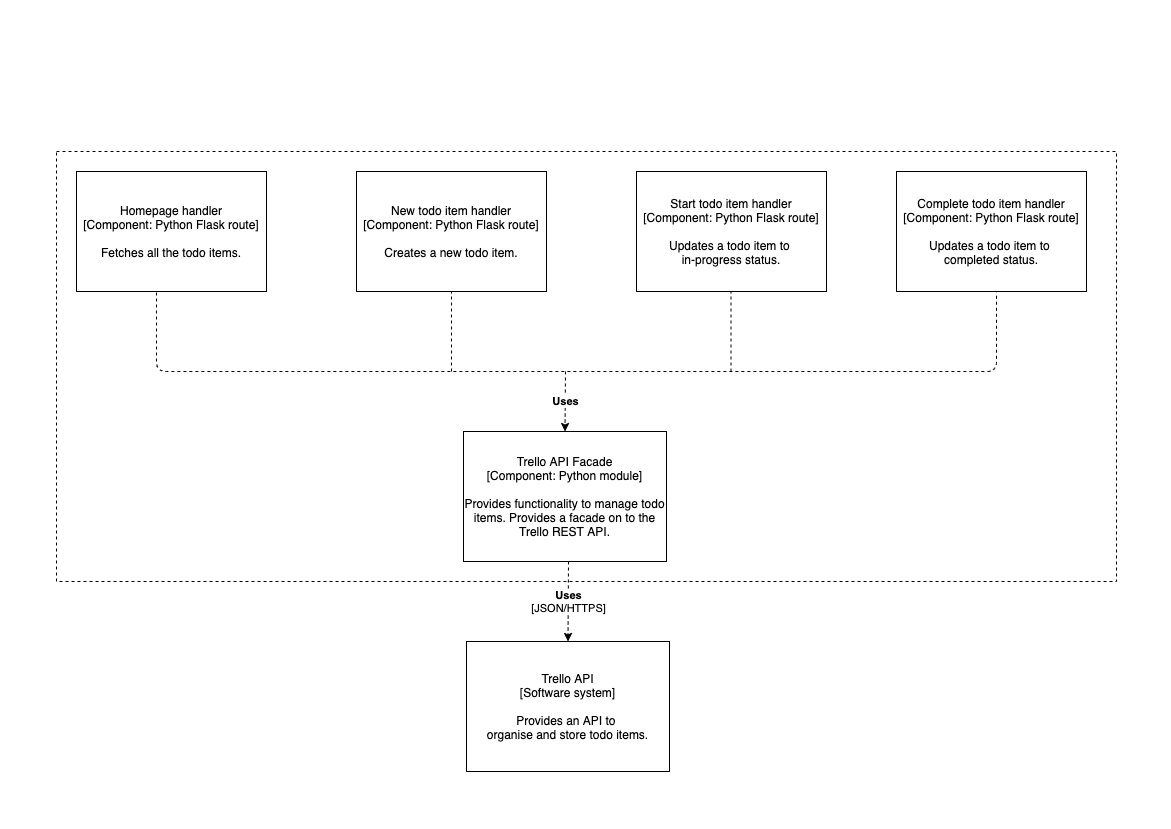 Homepage handler
[Component: Python Flask route]
Fetches all the todo items.
New todo item handler
[Component: Python Flask route]
Creates a new todo item.
Start todo item handler
[Component: Python Flask route]
Updates a todo item to
in-progress status.
Complete todo item handler
[Component: Python Flask route]
Updates a todo item to
completed status.
Uses
Trello API Facade
[Component: Python module]
Provides functionality to manage todo
items. Provides a facade on to the
Trello REST API.
Uses
[JSON/HTTPS]
Trello API
[Software system]
Provides an API to
organise and store todo items.